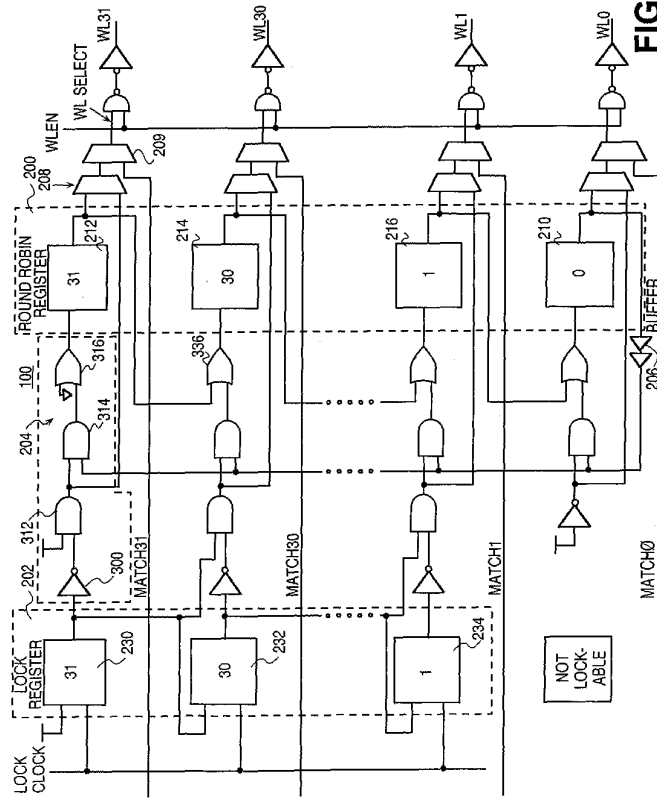 LOCK
CLOCK
LOCK
REGISTER
202
204
100
ROUND ROBIN
REGISTER
200
208
WLEN
WL SELECT
WL31
31
230
300
312
314
316
31
212
209
MATCH31
30
232
336
30
214
WL30
MATCH30
1
234
1
216
WL1
MATCH1
NOT
LOCK-
ABLE
0
210
WL0
BUFFER
206
MATCH0
FIG